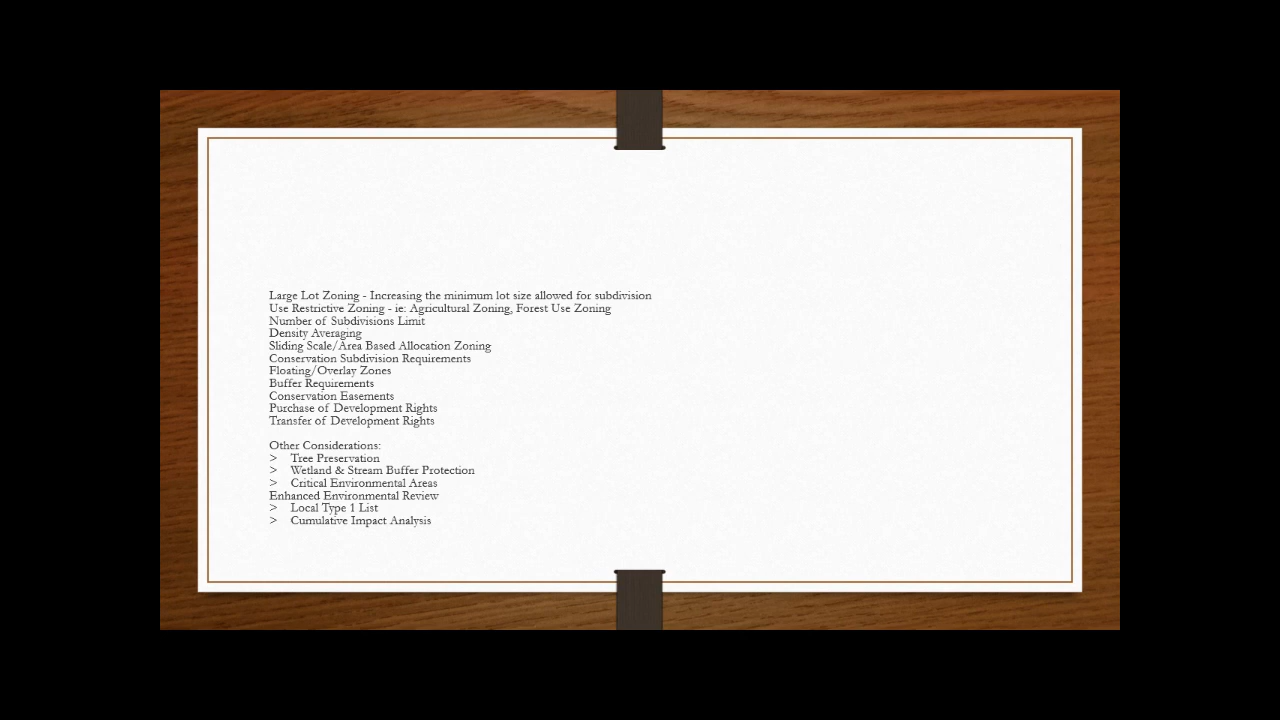 Large Lot Zoning - Increasing the minimum lot size allowed for subdivision
Use Restrictive Zoning - ie: Agricultural Zoning, Forest Use Zoning
Number of Subdivisions Limit
Density Averaging
Sliding Scale/Area Based Allocation Zoning
Conservation Subdivision Requirements
Floating/Overlay Zones
Buffer Requirements
Conservation Easements
Purchase of Development Rights
Transfer of Development Rights
Other Considerations:
> Tree Preservation
> Wetland & Stream Buffer Protection
> Critical Environmental Areas
Enhanced Environmental Review
> Local Type 1 List
> Cumulative Impact Analysis